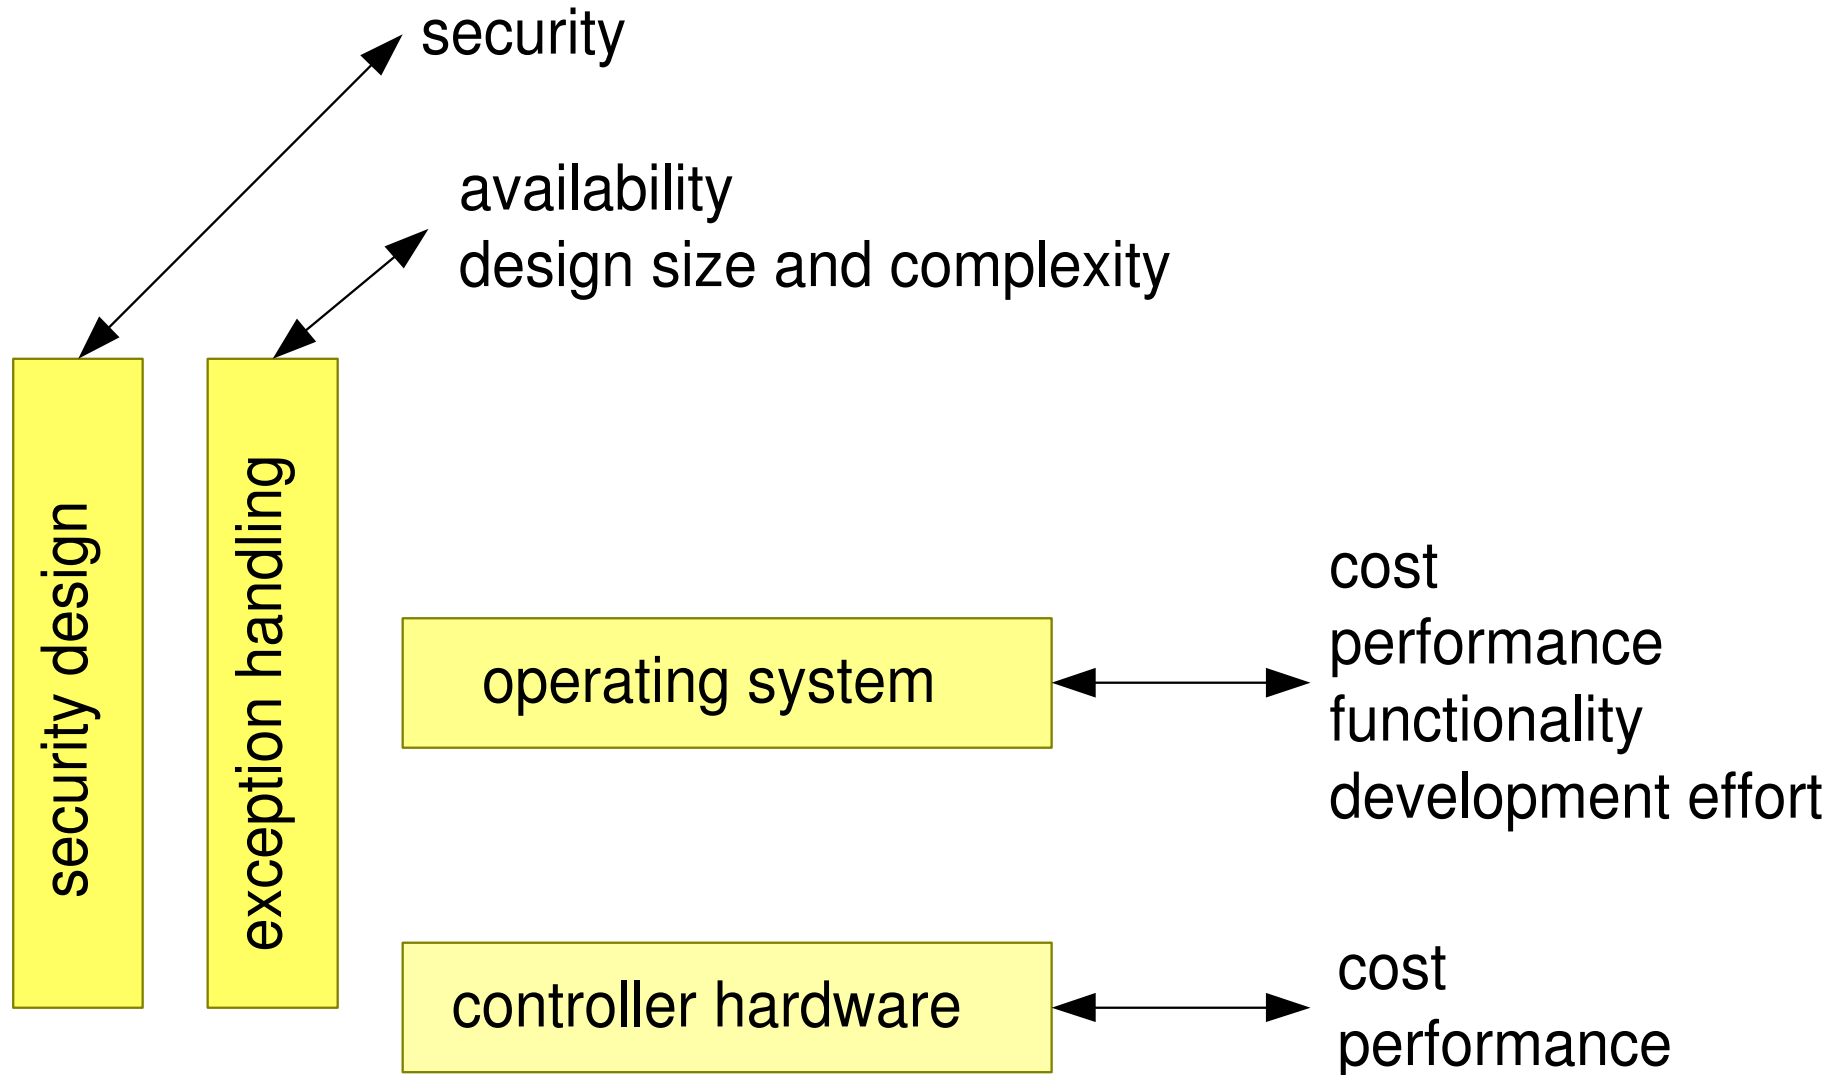 security
availability
design size and complexity
security design
exception handling
operating system
cost
performance
functionality
development effort
controller hardware
cost
performance